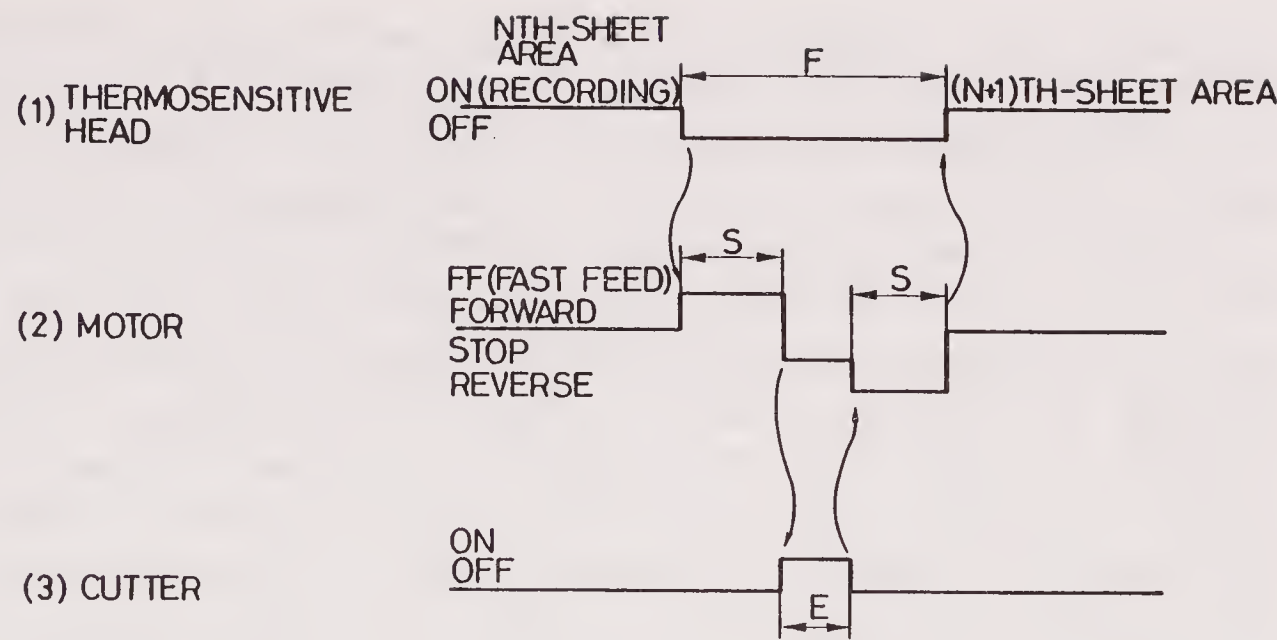 NTH-SHEET
AREA
F
(1) THERMOSENSITIVE
HEAD
ON (RECORDING)
OFF
(N+1)TH-SHEET AREA
S
S
(2) MOTOR
FF(FAST FEED)
FORWARD
STOP
REVERSE
(3) CUTTER
ON
OFF
E